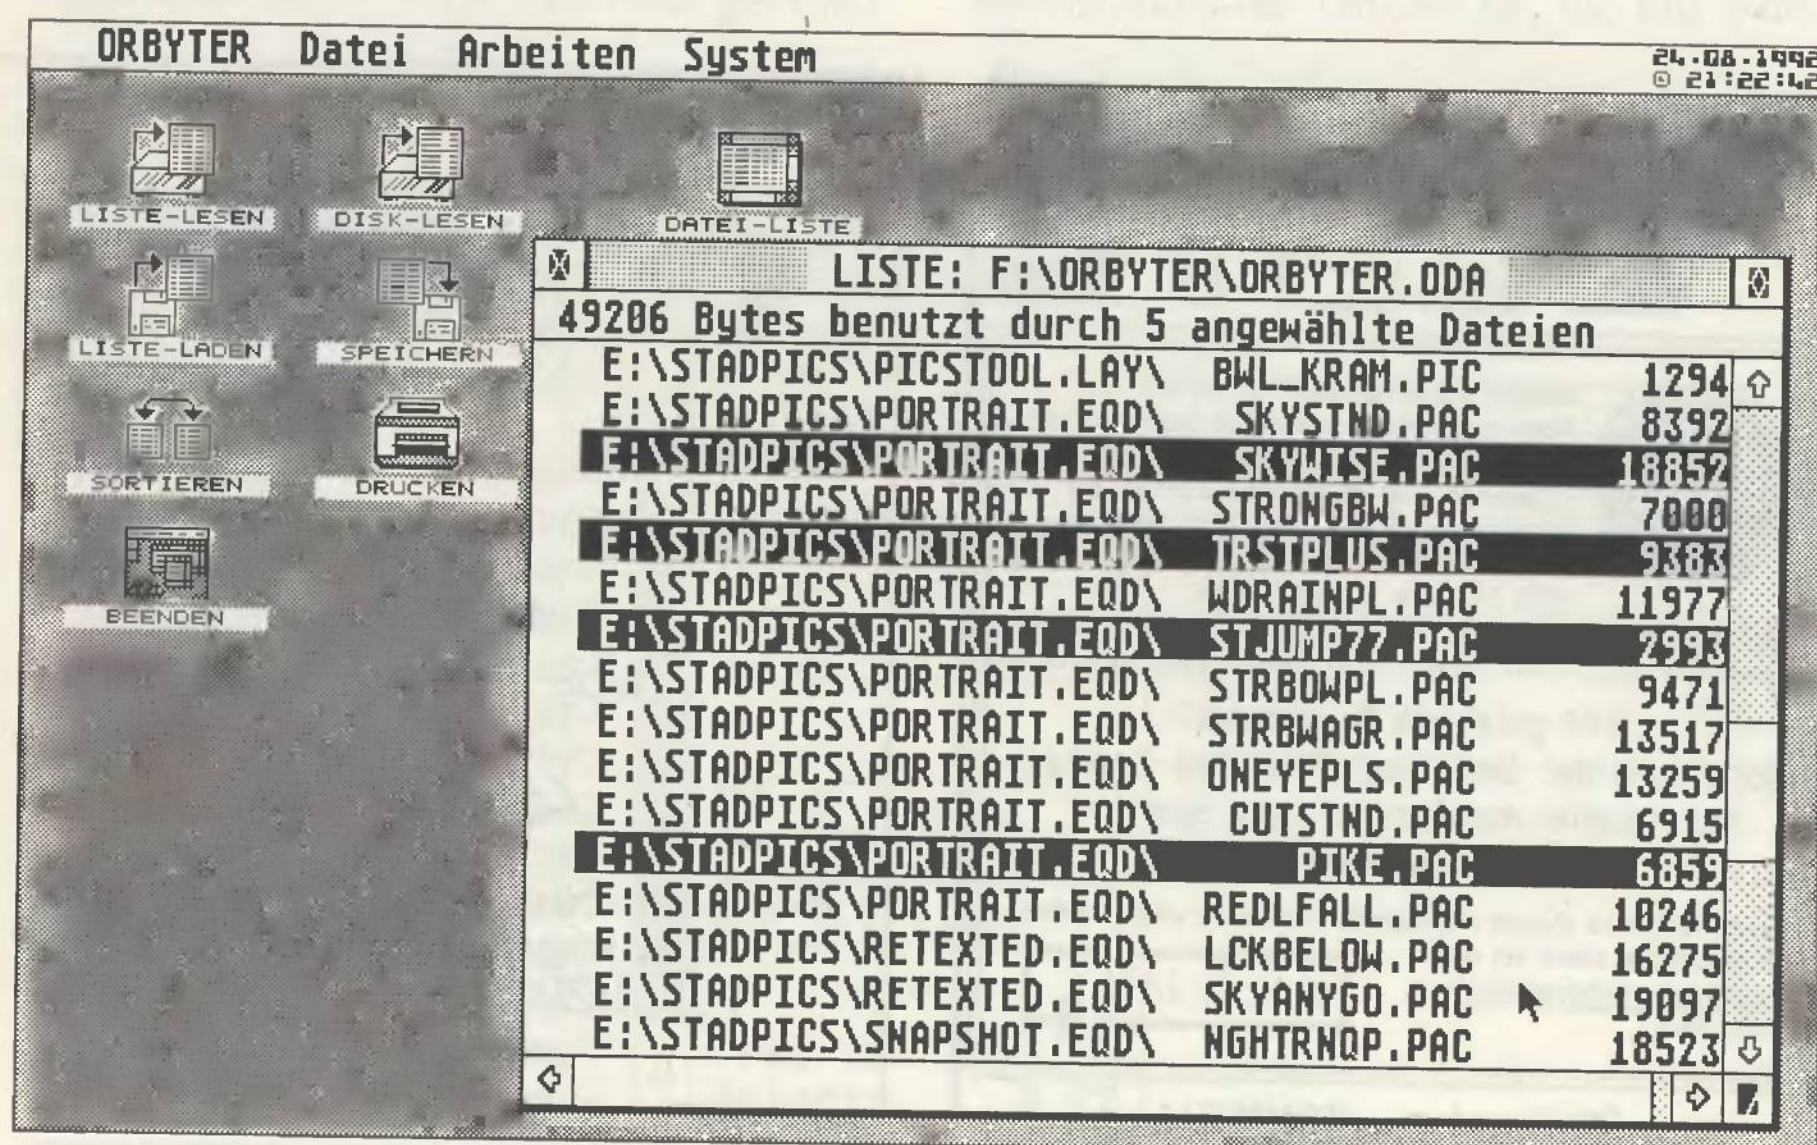 ORBYTER Datei Arbeiten System
24.08.1992
21:22:42
LISTE-LESEN
DISK-LESEN
DATEI-LISTE
LISTE-LADEN
SPEICHERN
SORTIEREN
DRUCKEN
BEENDEN
LISTE: F:\ORBYTER\ORBYTER.ODA
49206 Bytes benutzt durch 5 angewählte Dateien
E:\STADPICS\PICSTOOL.LAY\ BWL_KRAM.PIC 1294
E:\STADPICS\PORTRAIT.EQD\ SKYSTND.PAC 8392
E:\STADPICS\PORTRAIT.EQD\ SKYWISE.PAC 18852
E:\STADPICS\PORTRAIT.EQD\ STRONGBW.PAC 7000
E:\STADPICS\PORTRAIT.EQD\ TRSTPLUS.PAC 9383
E:\STADPICS\PORTRAIT.EQD\ WDRAINPL.PAC 11977
E:\STADPICS\PORTRAIT.EQD\ STJUMP77.PAC 2993
E:\STADPICS\PORTRAIT.EQD\ STRBOWPL.PAC 9471
E:\STADPICS\PORTRAIT.EQD\ STRBWAGR.PAC 13517
E:\STADPICS\PORTRAIT.EQD\ ONEYEPLS.PAC 13259
E:\STADPICS\PORTRAIT.EQD\ CUTSTND.PAC 6915
E:\STADPICS\PORTRAIT.EQD\ PIKE.PAC 6859
E:\STADPICS\PORTRAIT.EQD\ REDLFALL.PAC 10246
E:\STADPICS\RETEXTED.EQD\ LCKBELOW.PAC 16275
E:\STADPICS\RETEXTED.EQD\ SKYANYGO.PAC 19097
E:\STADPICS\SNAPSHOT.EQD\ NGHTRNQP.PAC 18523